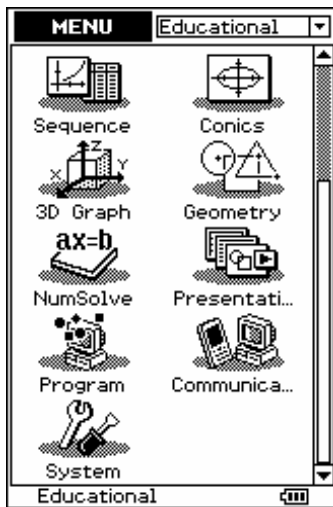 MENU Educational
Sequence Conics
Z
X Y
3D Graph Geometry
ax=b
NumSolve Presentati...
Program Communica...
System
Educational